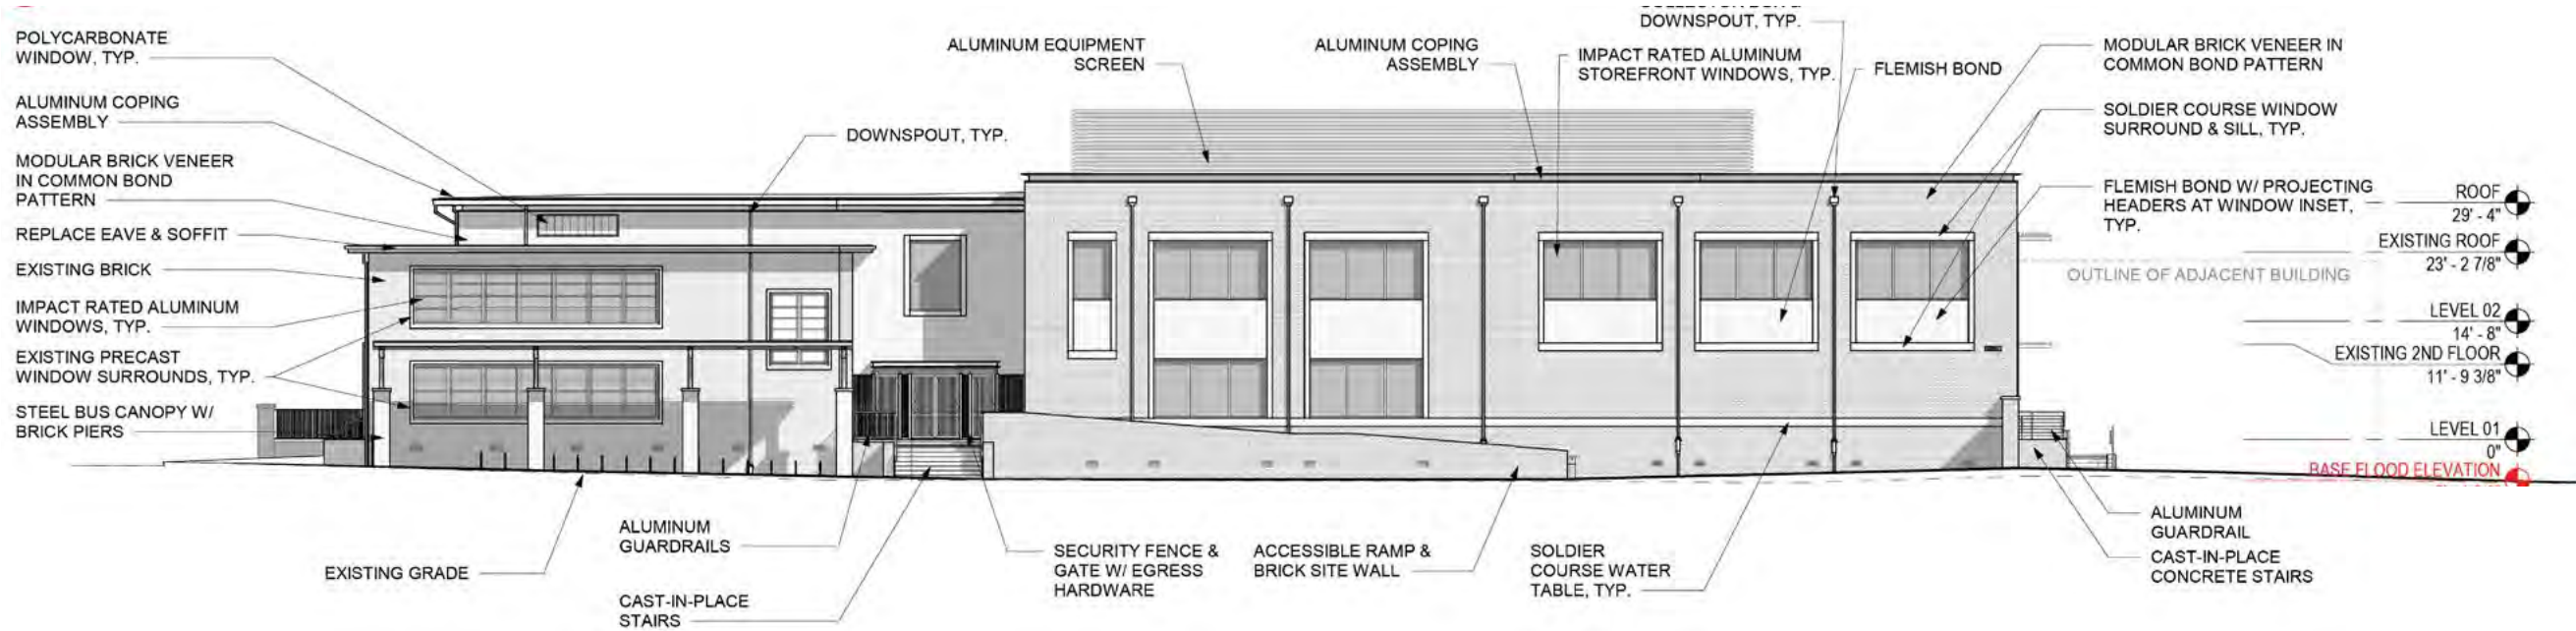 POLYCARBONATE
WINDOW, TYP.
ALUMINUM COPING
ASSEMBLY
MODULAR BRICK VENEER
IN COMMON BOND
PATTERN
REPLACE EAVE & SOFFIT
EXISTING BRICK
IMPACT RATED ALUMINUM
WINDOWS, TYP.
EXISTING PRECAST
WINDOW SURROUNDS, TYP.
STEEL BUS CANOPY W/
BRICK PIERS
DOWNSPOUT, TYP.
ALUMINUM EQUIPMENT
SCREEN
ALUMINUM COPING
ASSEMBLY
DOWNSPOUT, TYP.
IMPACT RATED ALUMINUM
STOREFRONT WINDOWS, TYP.
FLEMISH BOND
MODULAR BRICK VENEER IN
COMMON BOND PATTERN
SOLDIER COURSE WINDOW
SURROUND & SILL, TYP.
FLEMISH BOND W/ PROJECTING
HEADERS AT WINDOW INSET,
TYP.
ROOF
29' - 4"
EXISTING ROOF
23' - 2 7/8"
OUTLINE OF ADJACENT BUILDING
LEVEL 02
14' - 8"
EXISTING 2ND FLOOR
11' - 9 3/8"
LEVEL 01
0"
BASE FLOOD ELEVATION
EXISTING GRADE
ALUMINUM
GUARDRAILS
CAST-IN-PLACE
STAIRS
SECURITY FENCE &
GATE W/ EGRESS
HARDWARE
ACCESSIBLE RAMP &
BRICK SITE WALL
SOLDIER
COURSE WATER
TABLE, TYP.
ALUMINUM
GUARDRAIL
CAST-IN-PLACE
CONCRETE STAIRS